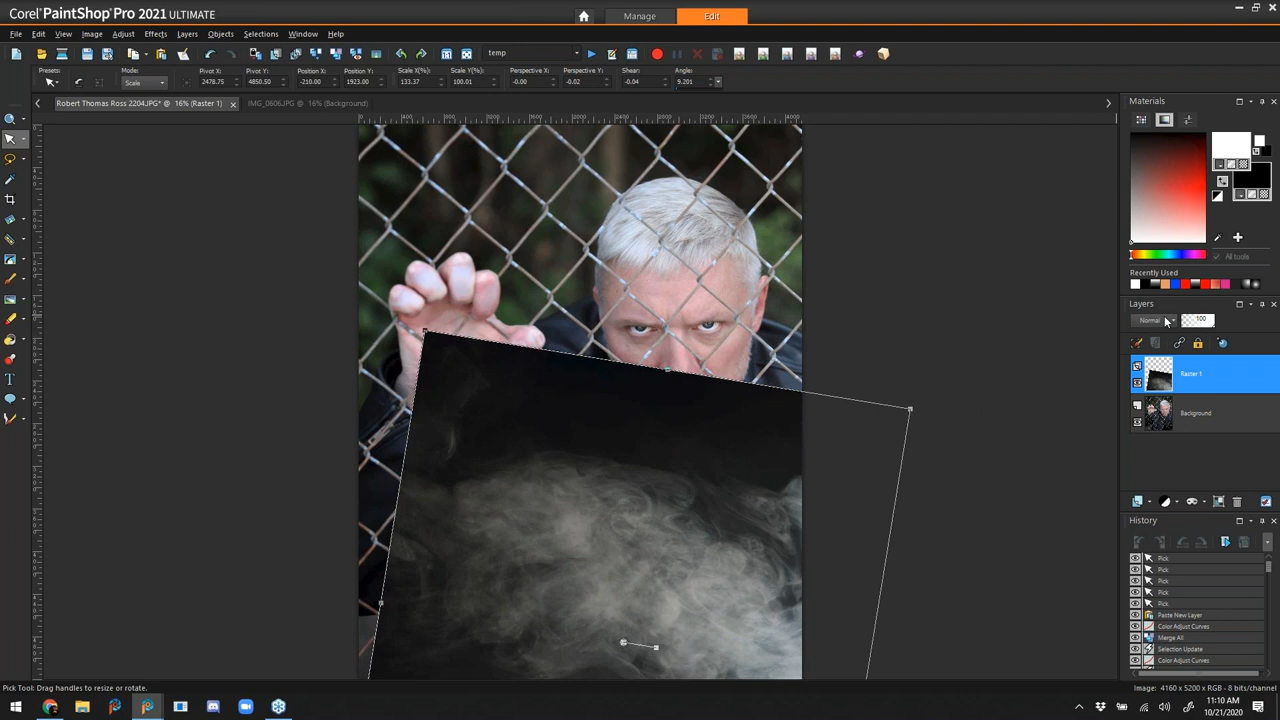 Corel PaintShop Pro 2021 ULTIMATE
Manage
Edit
File Edit View Image Adjust Effects Layers Objects Selections Window Help
temp
Presets: Mode: Pivot X: Pivot Y: Position X: Position Y: Scale X(%): Scale Y(%): Perspective X: Perspective Y: Shear: Angle:
Scale 2478.75 4850.50 -210.00 1923.00 133.37 100.01 -0.00 -0.02 -0.04 9.201
Robert Thomas Ross 2204.JPG* @ 16% (Raster 1)
IMG_0606.JPG @ 16% (Background)
Materials
All tools
Recently Used
Layers
Normal 100
Raster 1
Background
History
Pick
Pick
Pick
Pick
Pick
Paste New Layer
Color Adjust Curves
Merge All
Selection Update
Color Adjust Curves
Pick Tool: Drag handles to resize or rotate.
Image: 4160 x 5200 x RGB - 8 bits/channel
11:10 AM
10/21/2020